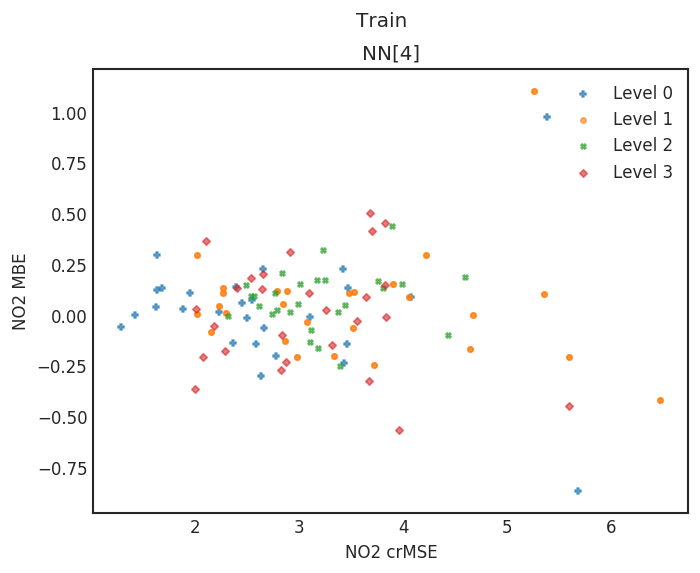 Train
NN[4]
Level 0
Level 1
Level 2
Level 3
1.00
0.75
0.50
0.25
0.00
−0.25
−0.50
−0.75
NO2 MBE
2 3 4 5 6
NO2 crMSE